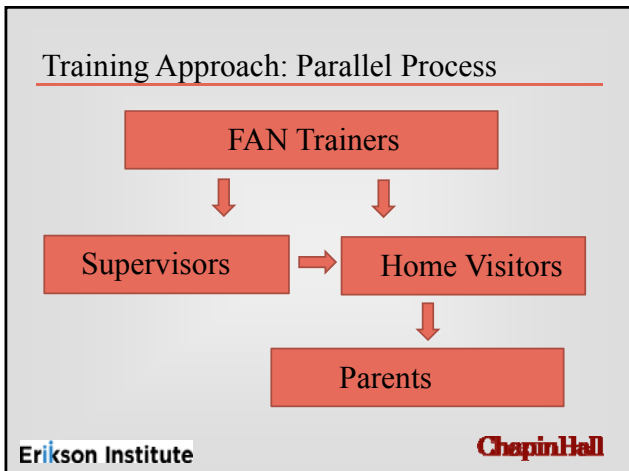 Training Approach: Parallel Process
FAN Trainers
Supervisors
Home Visitors
Parents
Erikson Institute
ChapinHall